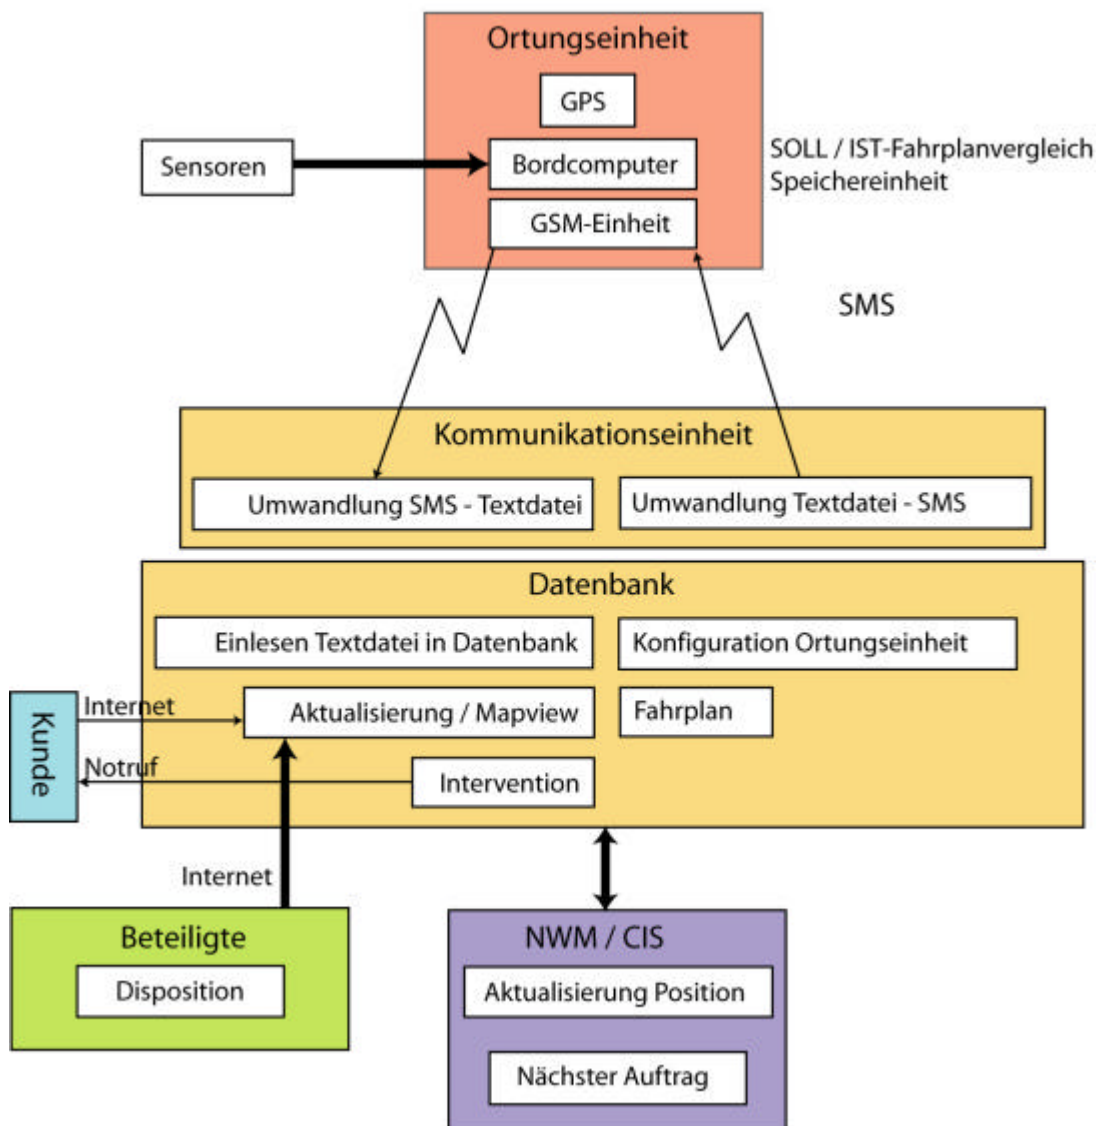 Ortungseinheit
GPS
Sensoren
Bordcomputer
SOLL / IST-Fahrplanvergleich
Speichereinheit
GSM-Einheit
SMS
Kommunikationseinheit
Umwandlung SMS - Textdatei
Umwandlung Textdatei - SMS
Datenbank
Einlesen Textdatei in Datenbank
Konfiguration Ortungseinheit
Kunde
Internet
Aktualisierung / Mapview
Fahrplan
Notruf
Intervention
Internet
Beteiligte
Disposition
NWM / CIS
Aktualisierung Position
Nächster Auftrag